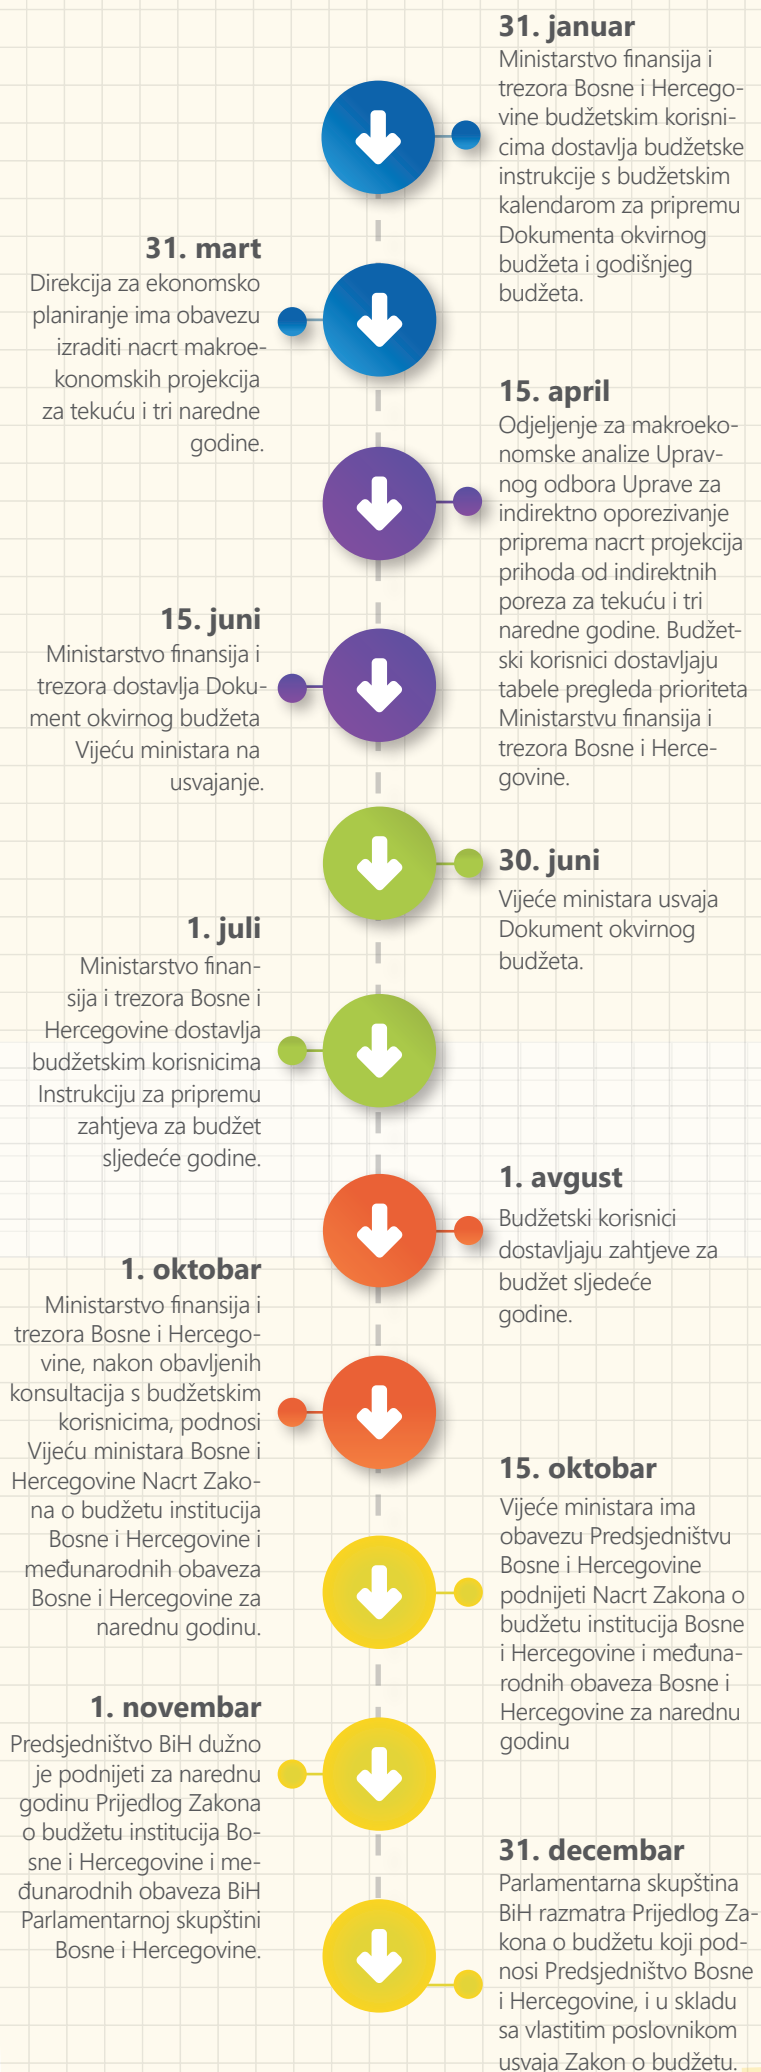 31. januar
Ministarstvo finansija i
trezora Bosne i Hercego-
vine budžetskim korisni-
cima dostavlja budžetske
instrukcije s budžetskim
kalendarom za pripremu
Dokumenta okvirnog
budžeta i godišnjeg
budžeta.
31. mart
Direkcija za ekonomsko
planiranje ima obavezu
izraditi nacrt makroe-
konomskih projekcija
za tekuću i tri naredne
godine.
15. april
Odjeljenje za makroeko-
nomske analize Uprav-
nog odbora Uprave za
indirektno oporezivanje
priprema nacrt projekcija
prihoda od indirektnih
poreza za tekuću i tri
naredne godine. Budžet-
ski korisnici dostavljaju
tabele pregleda prioriteta
Ministarstvu finansija i
trezora Bosne i Herce-
govine.
15. juni
Ministarstvo finansija i
trezora dostavlja Doku-
ment okvirnog budžeta
Vijeću ministara na
usvajanje.
30. juni
Vijeće ministara usvaja
Dokument okvirnog
budžeta.
1. juli
Ministarstvo finan-
sija i trezora Bosne i
Hercegovine dostavlja
budžetskim korisnicima
Instrukciju za pripremu
zahtjeva za budžet
sljedeće godine.
1. avgust
Budžetski korisnici
dostavljaju zahtjeve za
budžet sljedeće
godine.
1. oktobar
Ministarstvo finansija i
trezora Bosne i Hercego-
vine, nakon obavljenih
konsultacija s budžetskim
korisnicima, podnosi
Vijeću ministara Bosne i
Hercegovine Nacrt Zako-
na o budžetu institucija
Bosne i Hercegovine i
međunarodnih obaveza
Bosne i Hercegovine za
narednu godinu.
15. oktobar
Vijeće ministara ima
obavezu Predsjedništvu
Bosne i Hercegovine
podnijeti Nacrt Zakona o
budžetu institucija Bosne
i Hercegovine i međuna-
rodnih obaveza Bosne i
Hercegovine za narednu
godinu
1. novembar
Predsjedništvo BiH dužno
je podnijeti za narednu
godinu Prijedlog Zakona
o budžetu institucija Bo-
sne i Hercegovine i me-
đunarodnih obaveza BiH
Parlamentarnoj skupštini
Bosne i Hercegovine.
31. decembar
Parlamentarna skupština
BiH razmatra Prijedlog Za-
kona o budžetu koji pod-
nosi Predsjedništvo Bosne
i Hercegovine, i u skladu
sa vlastitim poslovnikom
usvaja Zakon o budžetu.